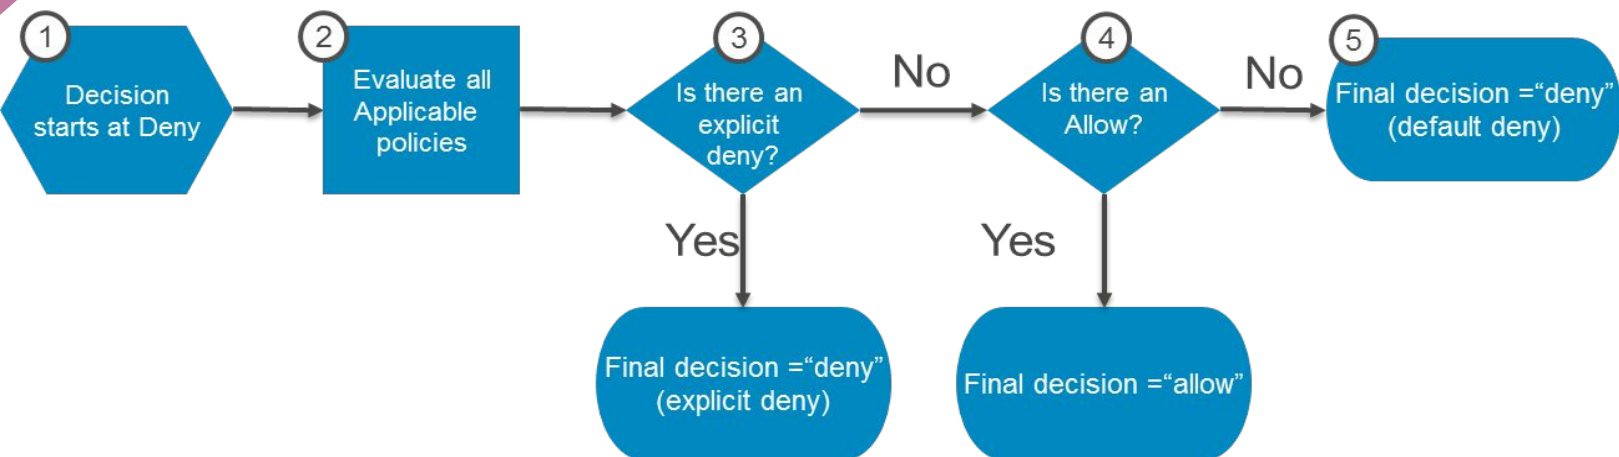 1
Decision
starts at Deny
2
Evaluate all
Applicable
policies
3
Is there an
explicit
deny?
No
4
Is there an
Allow?
No
5
Final decision =“deny”
(default deny)
Yes
Yes
Final decision =“deny”
(explicit deny)
Final decision =“allow”